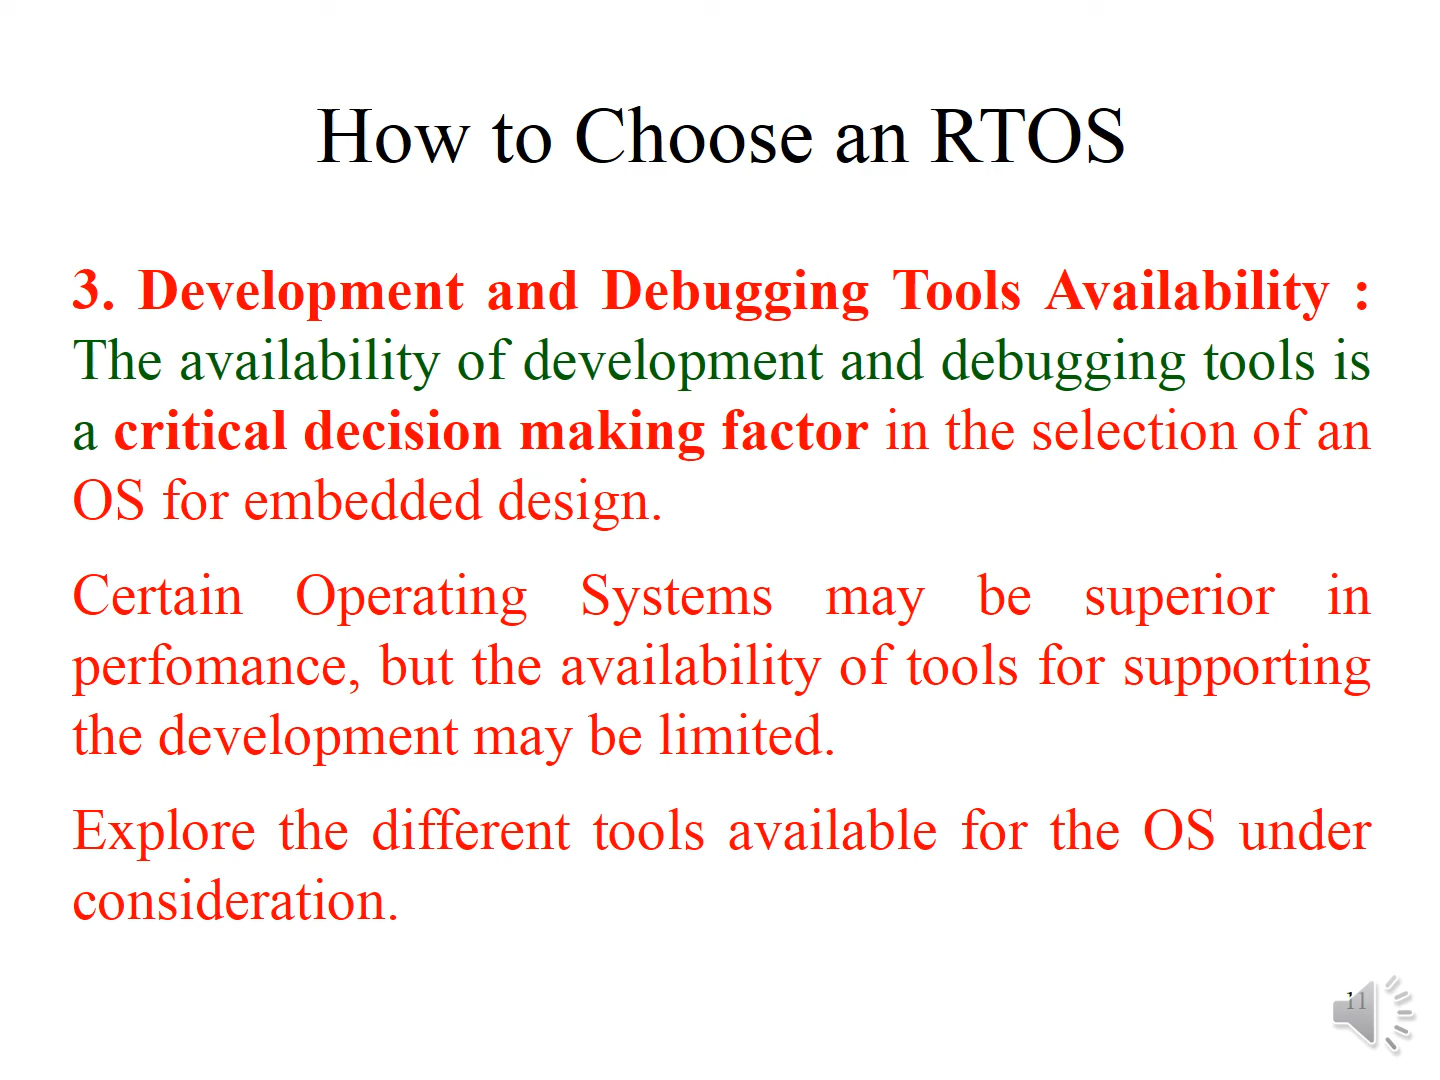 How to Choose an RTOS
3. Development and Debugging Tools Availability :
The availability of development and debugging tools is
a critical decision making factor in the selection of an
OS for embedded design.
Certain Operating Systems may be superior in
perfomance, but the availability of tools for supporting
the development may be limited.
Explore the different tools available for the OS under
consideration.
11